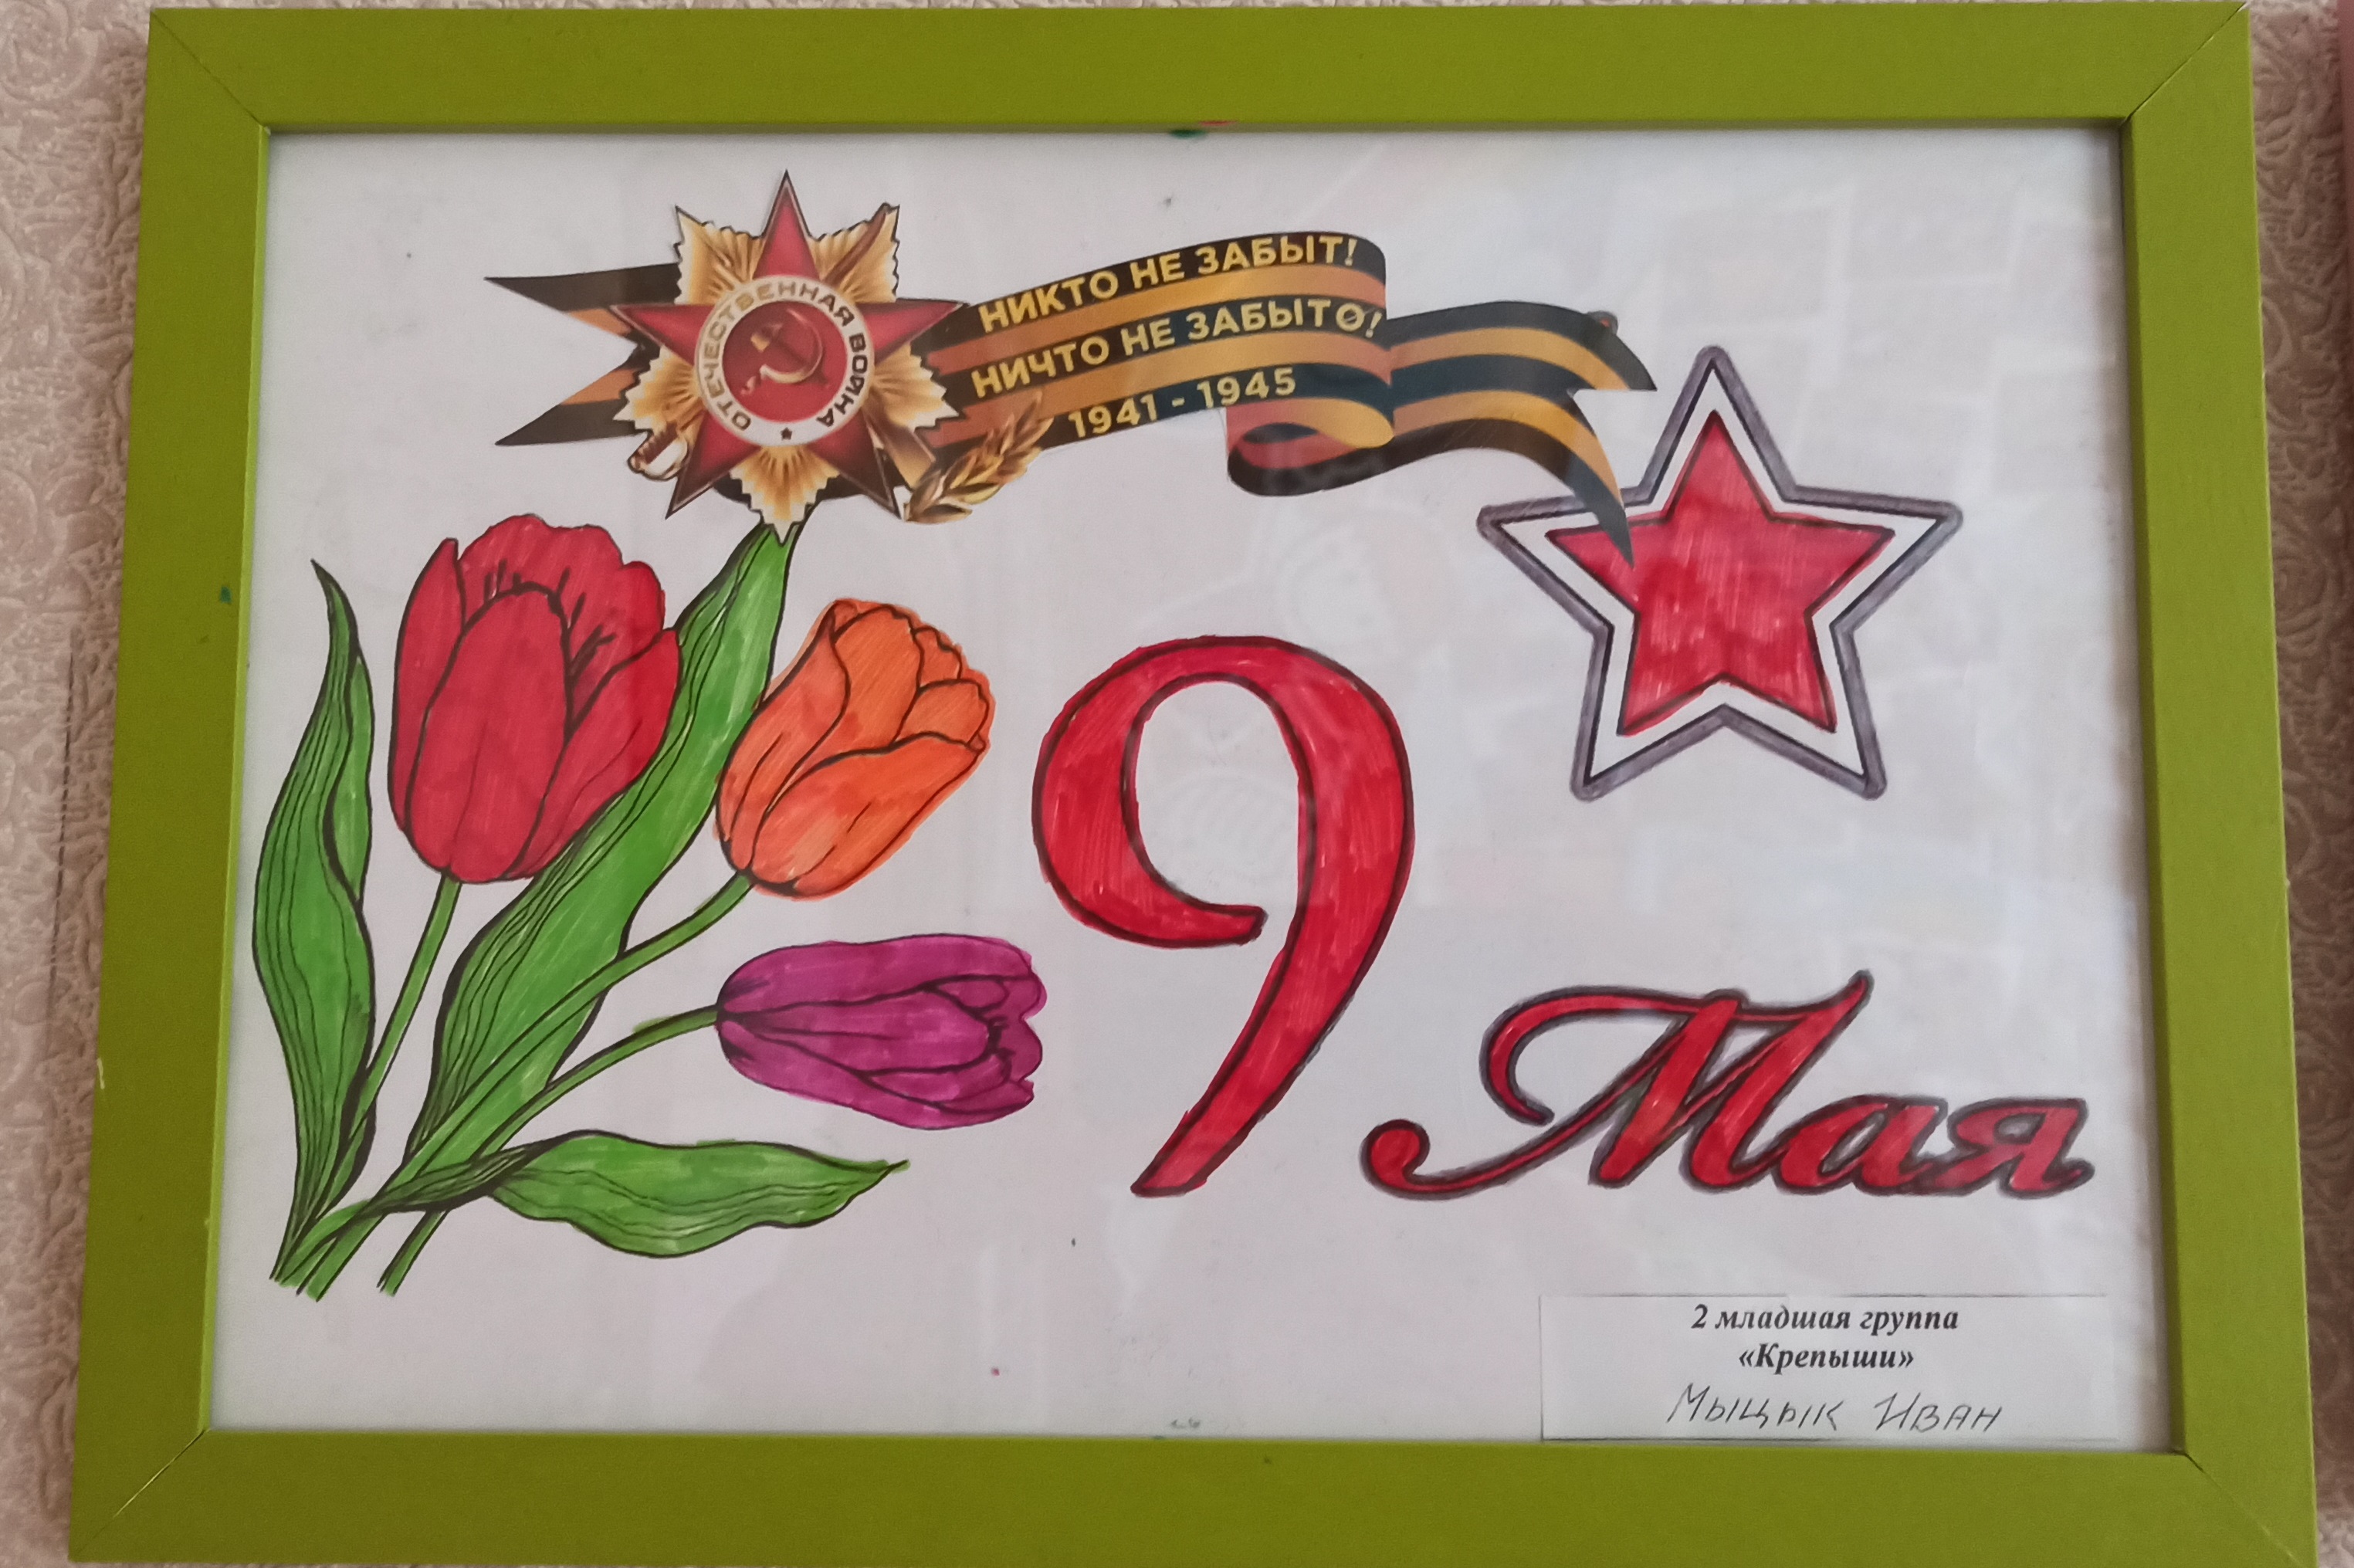 ОТЕЧЕСТВЕННАЯ ВОЙНА
НИКТО НЕ ЗАБЫТ!
НИЧТО НЕ ЗАБЫТО!
1941 - 1945
9
Мая
2 младшая группа
«Крепыши»
Мыцык Иван